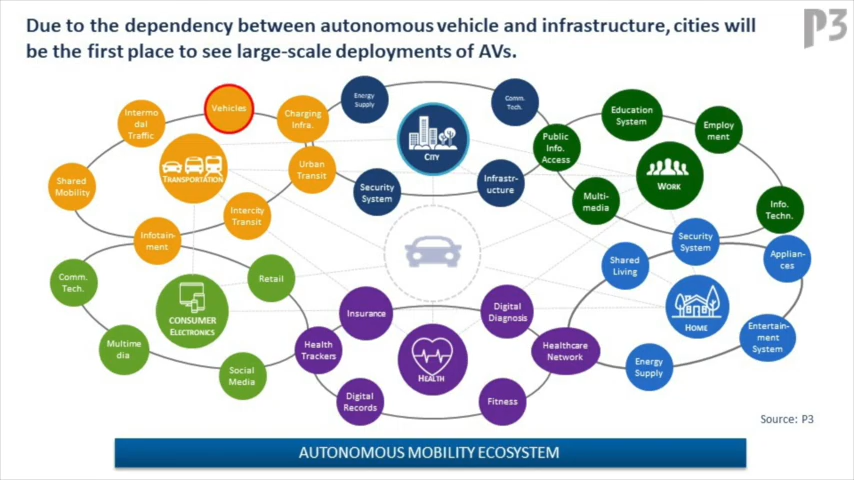 Due to the dependency between autonomous vehicle and infrastructure, cities will
be the first place to see large-scale deployments of AVs.
P3
Energy
Supply
Comm.
Tech.
Vehicles
Charging
Infra.
Intermo
dal
Traffic
CITY
Education
System
Employ
ment
Public
Info.
Access
TRANSPORTATION
Urban
Transit
Shared
Mobility
Security
System
Infrastr-
ucture
WORK
Multi-
media
Info.
Techn.
Intercity
Transit
Infotain-
ment
Security
System
Shared
Living
Applian-
ces
Comm.
Tech.
Retail
CONSUMER
ELECTRONICS
Insurance
Digital
Diagnosis
HOME
Multime
dia
Health
Trackers
HEALTH
Healthcare
Network
Entertain-
ment
System
Social
Media
Energy
Supply
Digital
Records
Fitness
Source: P3
AUTONOMOUS MOBILITY ECOSYSTEM